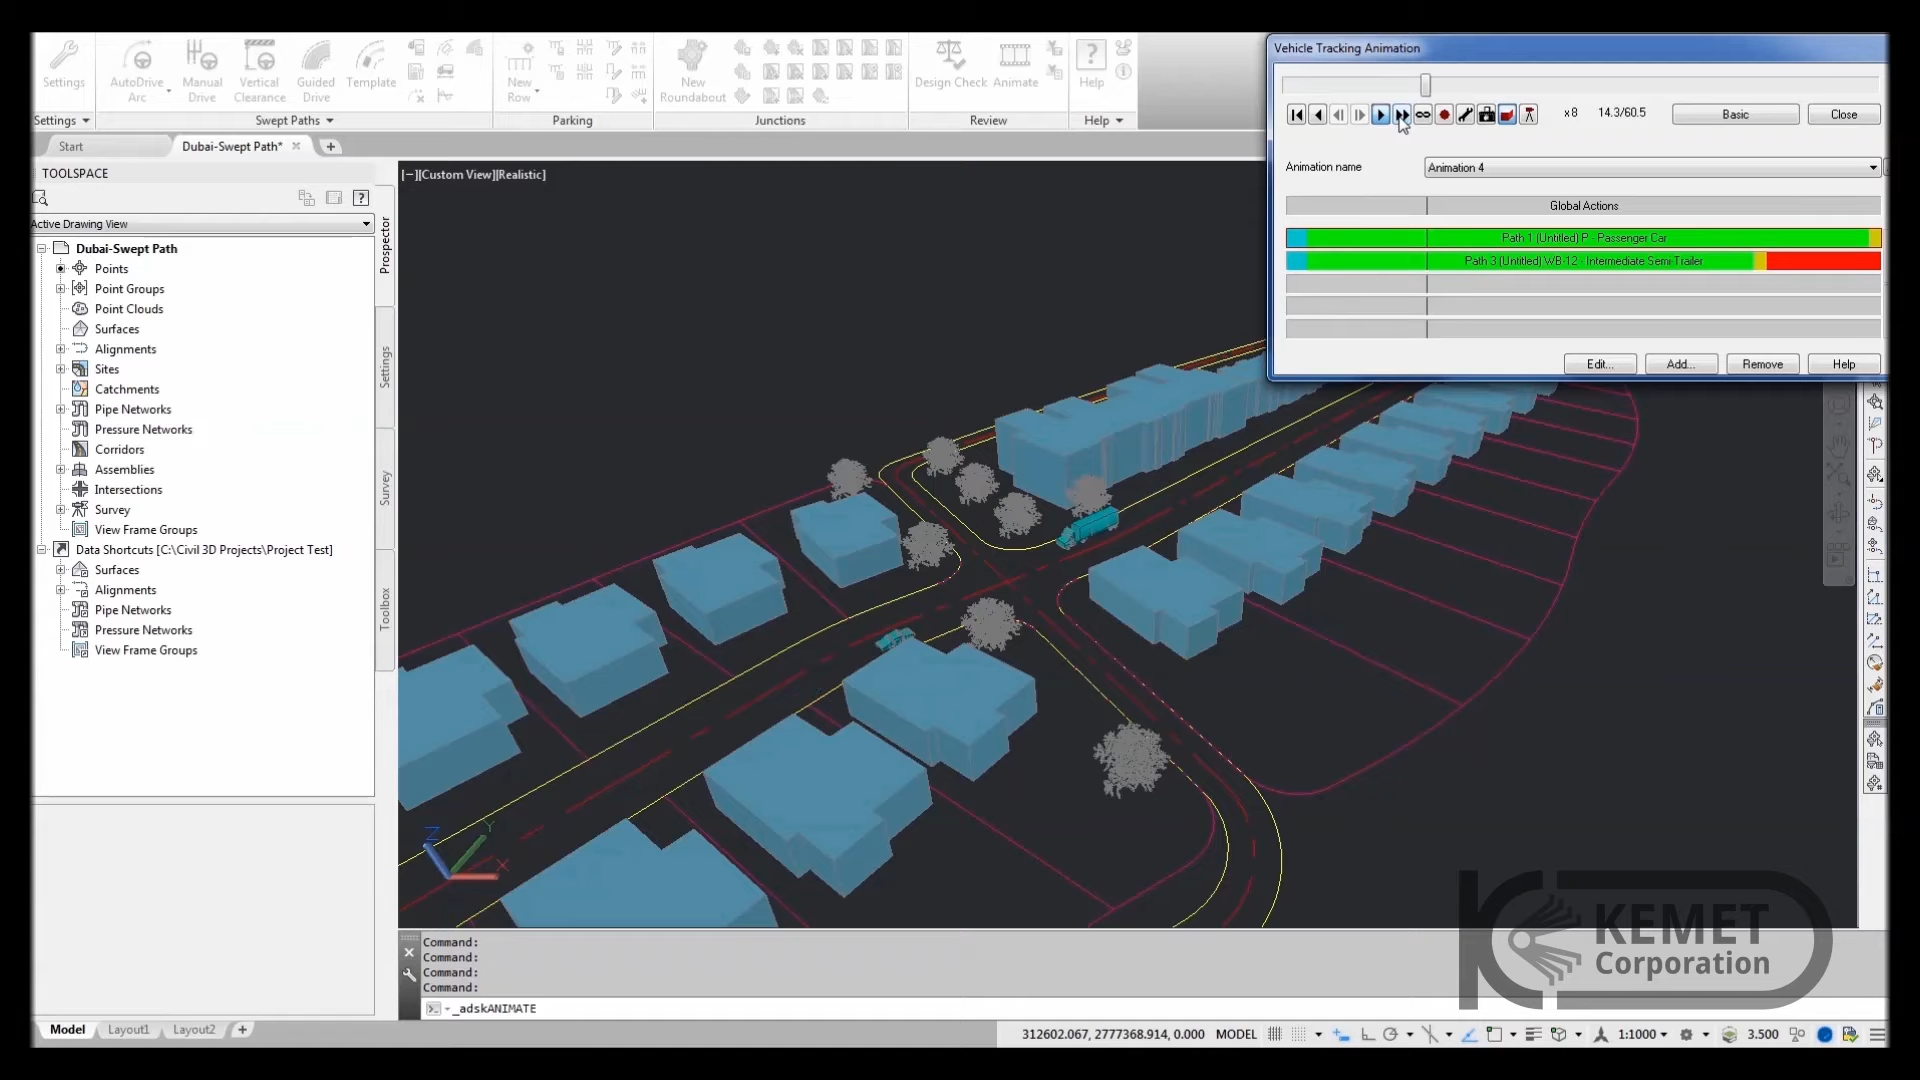 Settings
AutoDrive Arc
Manual Drive
Vertical Clearance
Guided Drive
Template
New Row
New Roundabout
Design Check
Animate
Help
Settings
Swept Paths
Parking
Junctions
Review
Help
Start
Dubai-Swept Path*
TOOLSPACE
Active Drawing View
Dubai-Swept Path
Points
Point Groups
Point Clouds
Surfaces
Alignments
Sites
Catchments
Pipe Networks
Pressure Networks
Corridors
Assemblies
Intersections
Survey
View Frame Groups
Data Shortcuts [C:\Civil 3D Projects\Project Test]
Surfaces
Alignments
Pipe Networks
Pressure Networks
View Frame Groups
Prospector
Settings
Survey
Toolbox
[−][Custom View][Realistic]
Vehicle Tracking Animation
x8
14.3/60.5
Basic
Close
Animation name
Animation 4
Global Actions
Path 1 (Untitled) P - Passenger Car
Path 3 (Untitled) WB-12 - Intermediate Semi-Trailer
Edit...
Add...
Remove
Help
Z
Y
X
Command:
Command:
Command:
Command:
_adskANIMATE
KEMET
Corporation
Model
Layout1
Layout2
312602.067, 2777368.914, 0.000
MODEL
1:1000
3.500